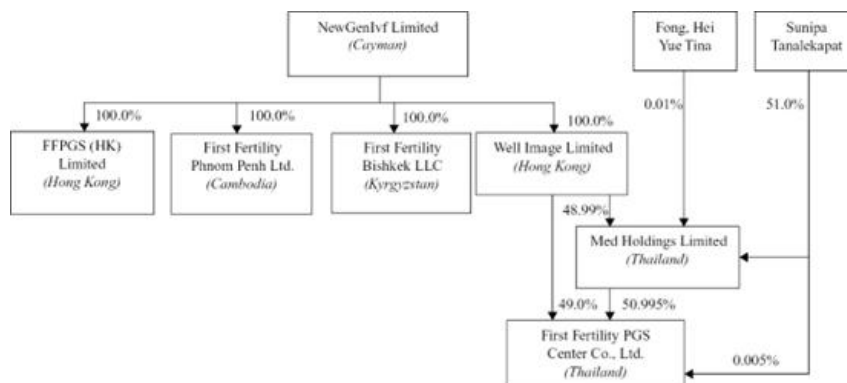 NewGenIvf Limited
(Cayman)
Fong, Hei
Yue Tina
Sunipa
Tanalekapat
0.01%
51.0%
100.0%
100.0%
100.0%
100.0%
FFPGS (HK)
Limited
(Hong Kong)
First Fertility
Phnom Penh Ltd.
(Cambodia)
First Fertility
Bishkek LLC
(Kyrgyzstan)
Well Image Limited
(Hong Kong)
48.99%
Med Holdings Limited
(Thailand)
49.0%
50.995%
First Fertility PGS
Center Co., Ltd.
(Thailand)
0.005%